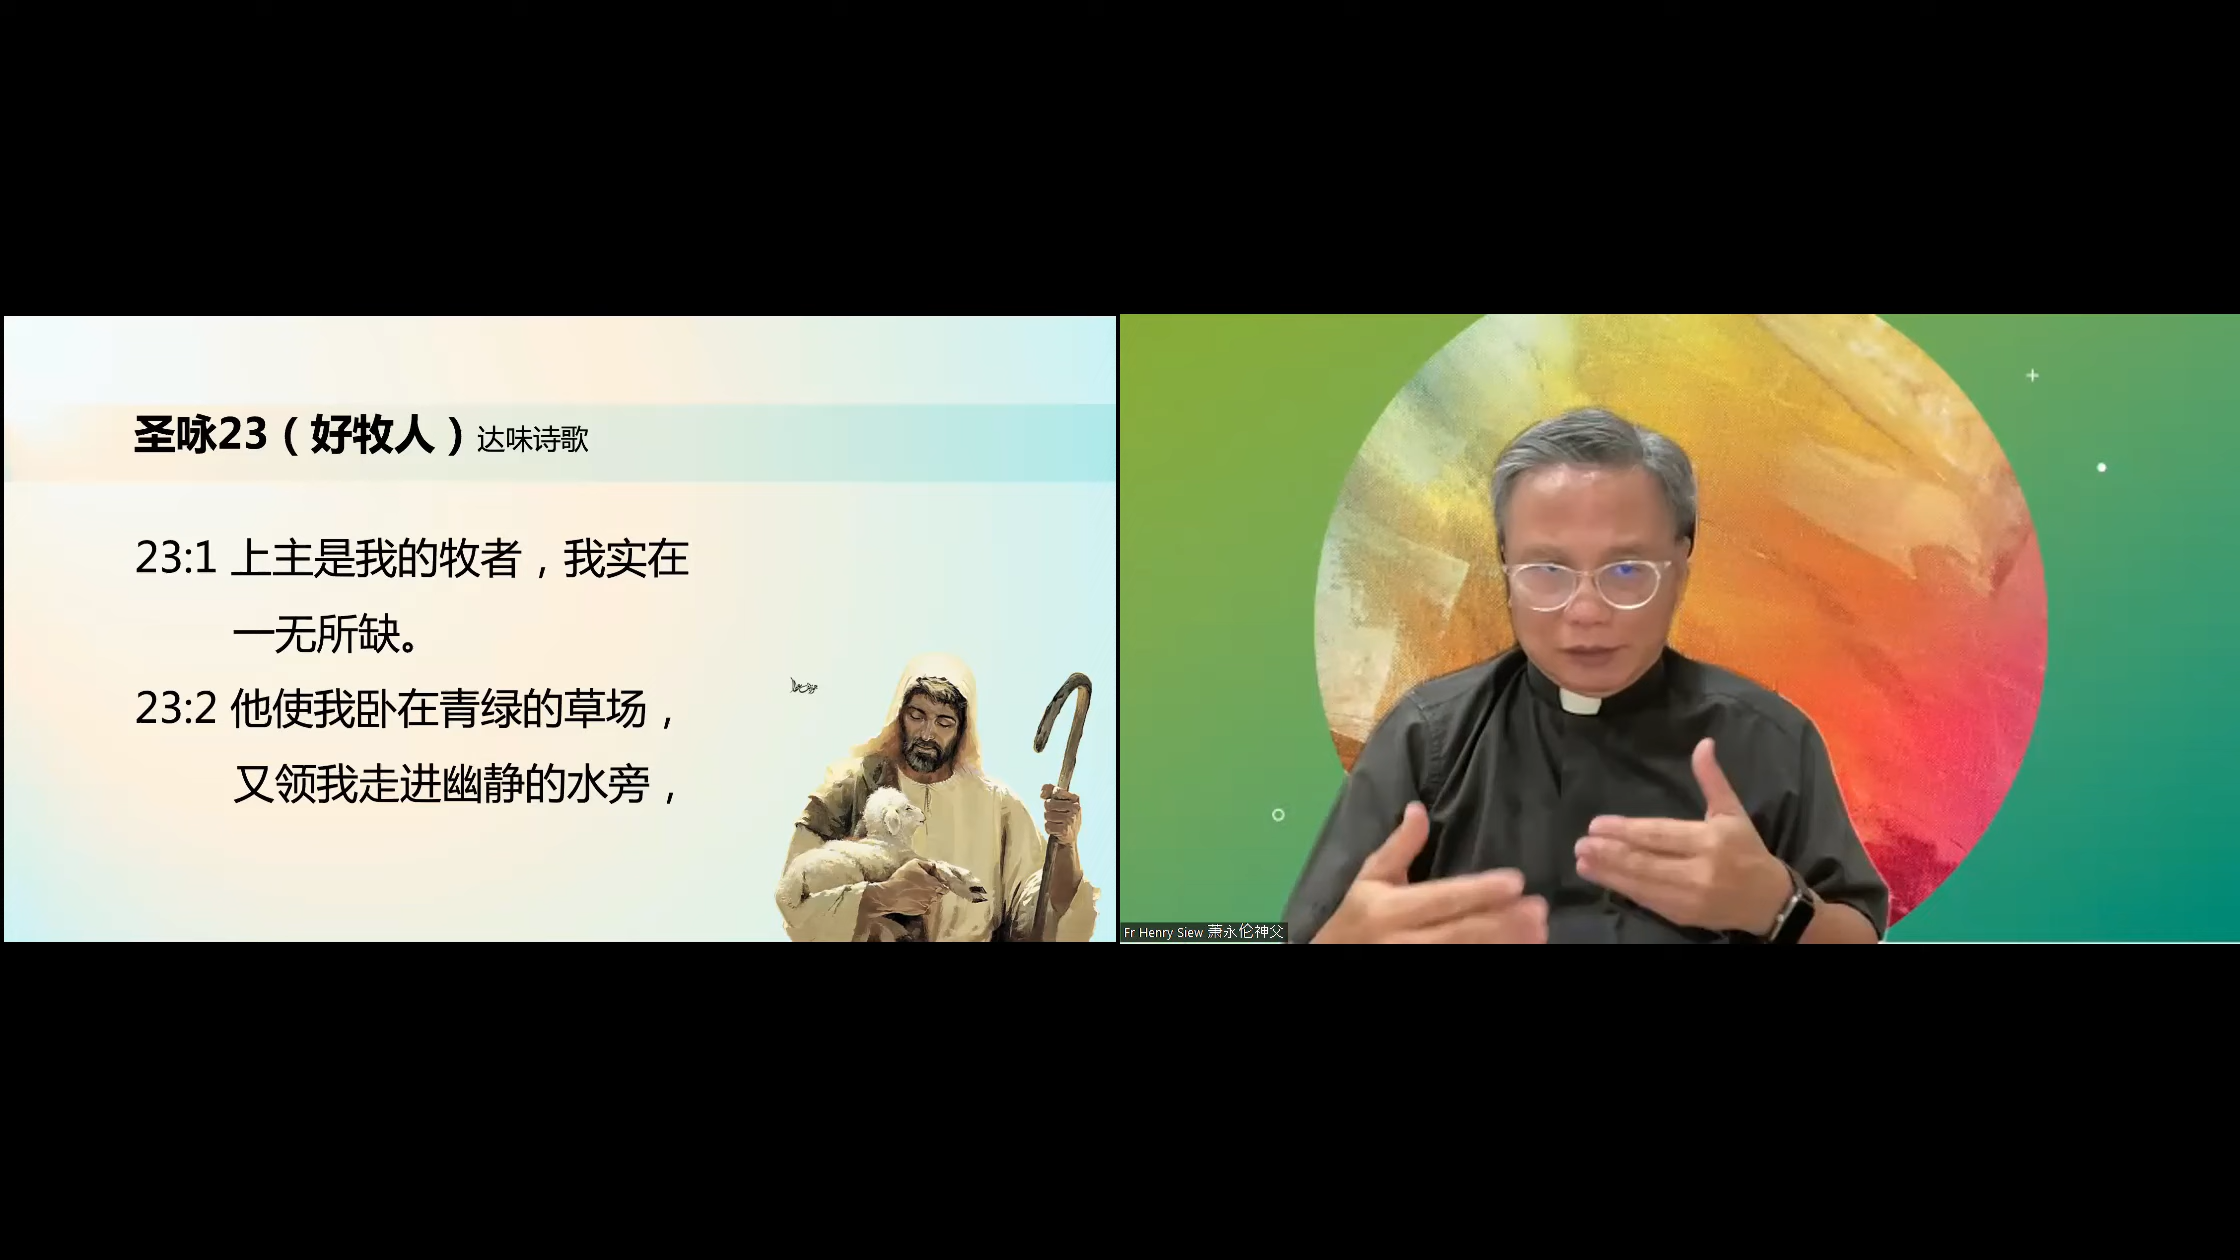 圣咏23（好牧人）达味诗歌
23:1 上主是我的牧者，我实在
一无所缺。
23:2 他使我卧在青绿的草场，
又领我走进幽静的水旁，
Fr Henry Siew 萧永伦神父